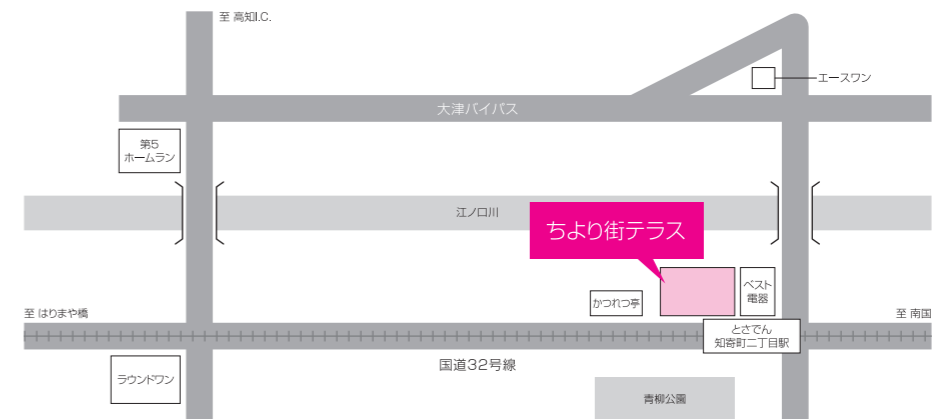 至 高知I.C.
エースワン
大津バイパス
第5
ホームラン
江ノ口川
ちより街テラス
ベスト
電器
かつれつ亭
至 はりまや橋
至 南国
とさでん
知寄町二丁目駅
国道32号線
ラウンドワン
青柳公園